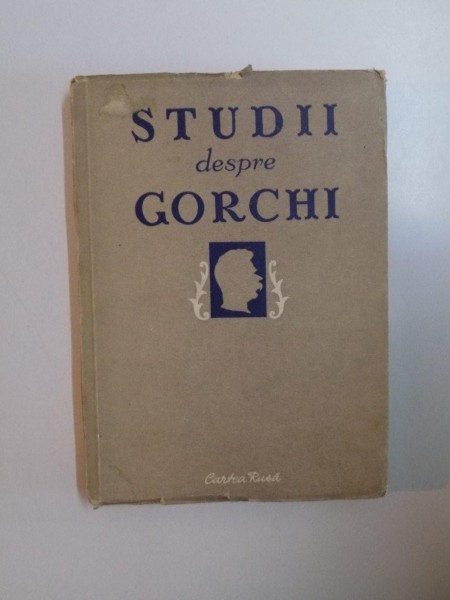 STUDII
despre
GORCHI
Cartea Rusă